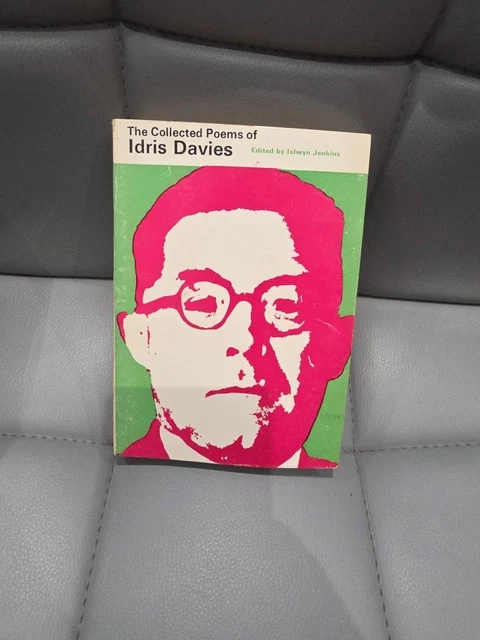 The Collected Poems of
Idris Davies Edited by Islwyn Jenkins